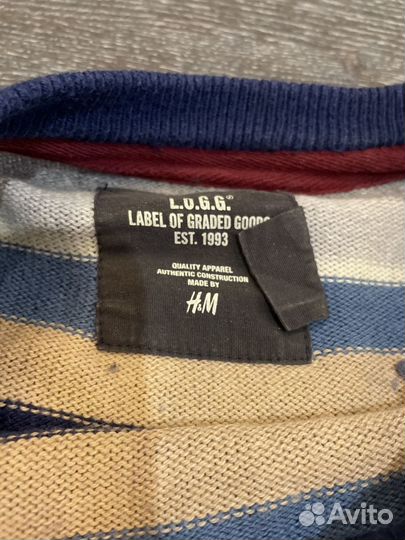 L.O.G.G.®
LABEL OF GRADED GOODS
EST. 1993
QUALITY APPAREL
AUTHENTIC CONSTRUCTION
MADE BY
H&M
Avito